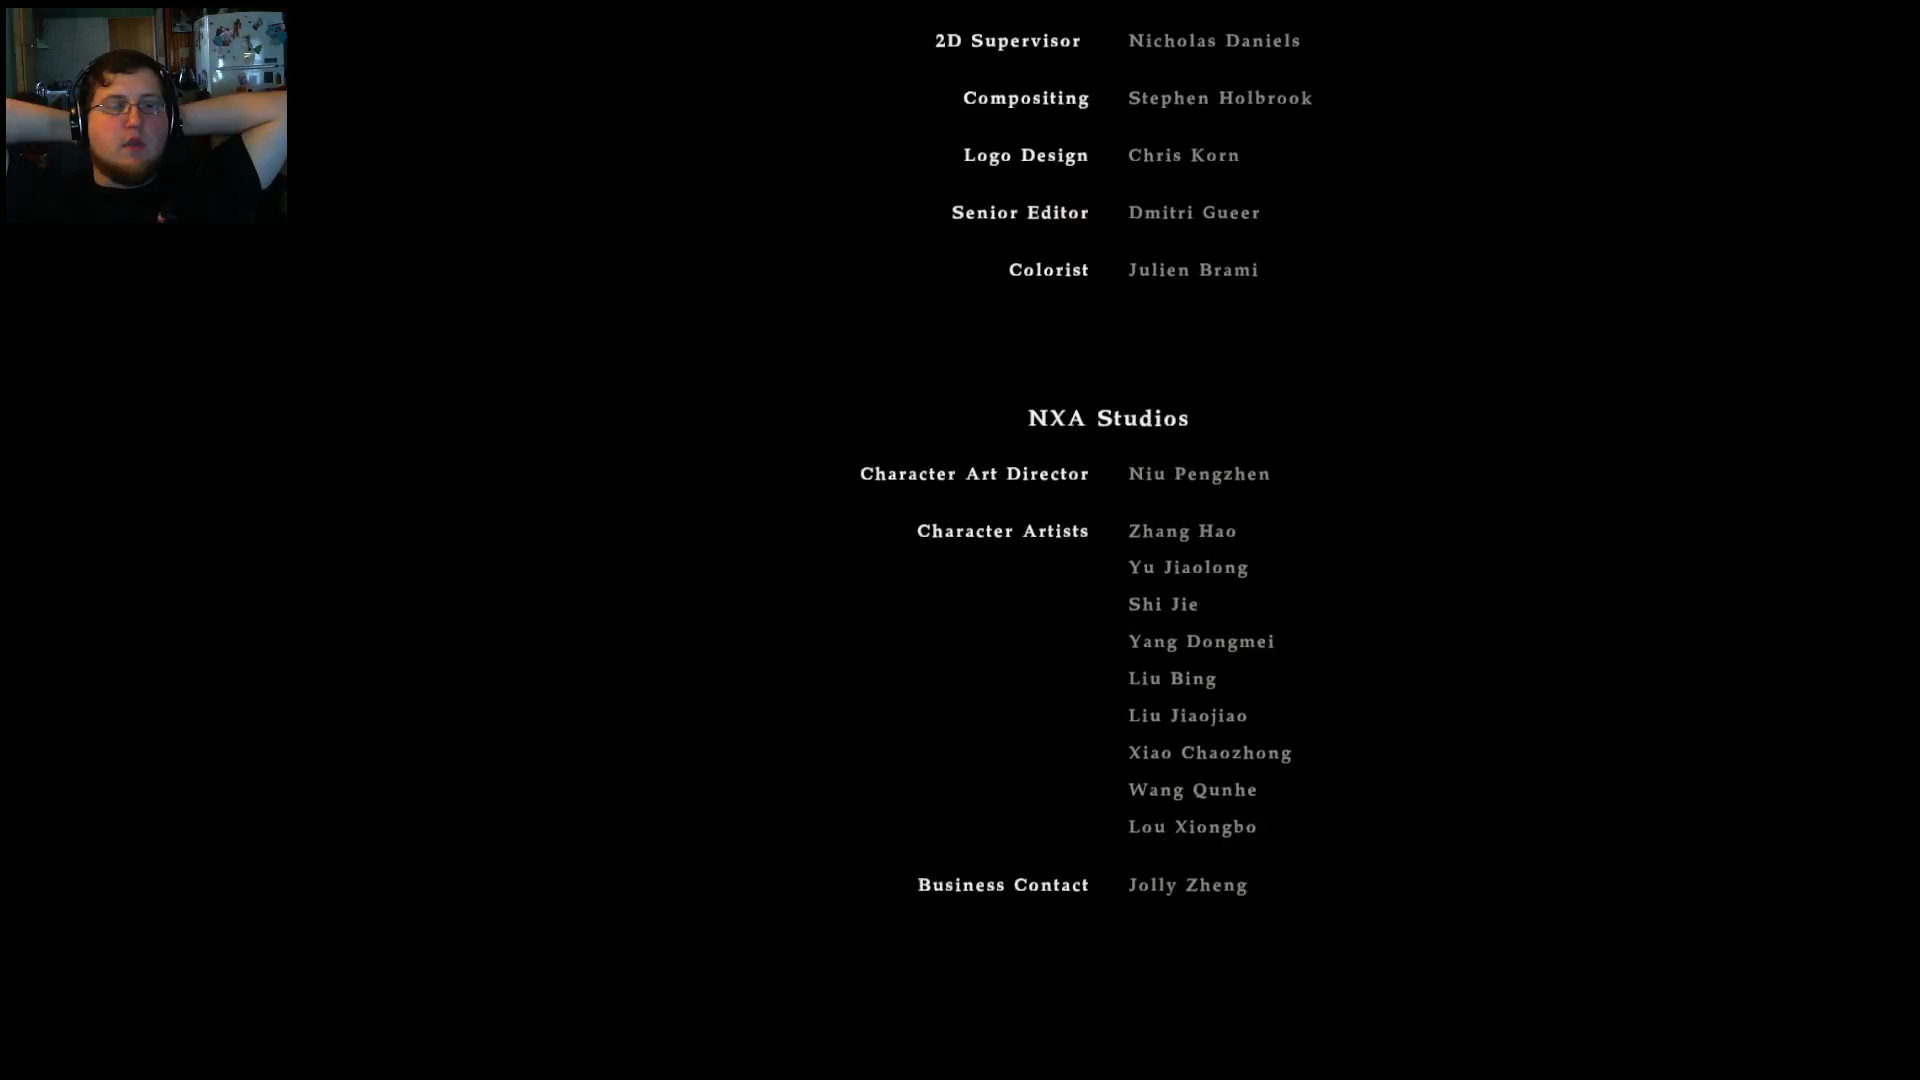 2D Supervisor Nicholas Daniels
Compositing Stephen Holbrook
Logo Design Chris Korn
Senior Editor Dmitri Gueer
Colorist Julien Brami
NXA Studios
Character Art Director Niu Pengzhen
Character Artists Zhang Hao
Yu Jiaolong
Shi Jie
Yang Dongmei
Liu Bing
Liu Jiaojiao
Xiao Chaozhong
Wang Qunhe
Lou Xiongbo
Business Contact Jolly Zheng